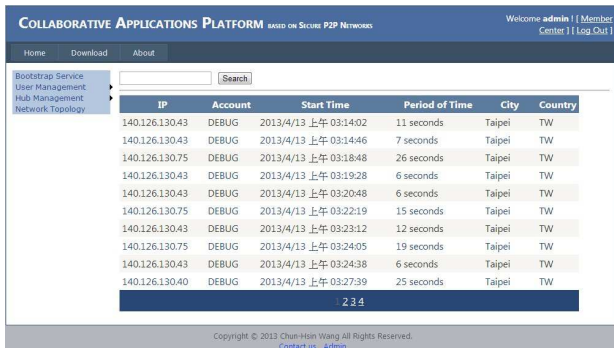 COLLABORATIVE APPLICATIONS PLATFORM BASED ON SECURE P2P NETWORKS
Welcome admin ! [ Member Center ] [ Log Out ]
Home Download About
Bootstrap Service
User Management
Hub Management
Network Topology
Search
IP Account Start Time Period of Time City Country
140.126.130.43 DEBUG 2013/4/13 上午 03:14:02 11 seconds Taipei TW
140.126.130.43 DEBUG 2013/4/13 上午 03:14:46 7 seconds Taipei TW
140.126.130.75 DEBUG 2013/4/13 上午 03:18:48 26 seconds Taipei TW
140.126.130.43 DEBUG 2013/4/13 上午 03:19:28 6 seconds Taipei TW
140.126.130.43 DEBUG 2013/4/13 上午 03:20:48 6 seconds Taipei TW
140.126.130.75 DEBUG 2013/4/13 上午 03:22:19 15 seconds Taipei TW
140.126.130.43 DEBUG 2013/4/13 上午 03:23:12 12 seconds Taipei TW
140.126.130.75 DEBUG 2013/4/13 上午 03:24:05 19 seconds Taipei TW
140.126.130.43 DEBUG 2013/4/13 上午 03:24:38 6 seconds Taipei TW
140.126.130.40 DEBUG 2013/4/13 上午 03:27:39 25 seconds Taipei TW
1 2 3 4
Copyright © 2013 Chun-Hsin Wang All Rights Reserved.
Contact us Admin